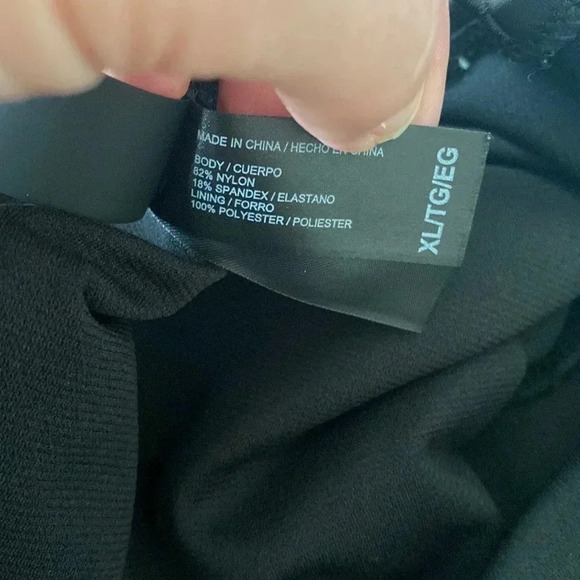 MADE IN CHINA / HECHO EN CHINA
BODY / CUERPO
82% NYLON
18% SPANDEX / ELASTANO
LINING / FORRO
100% POLYESTER / POLIESTER
XL/TG/EG